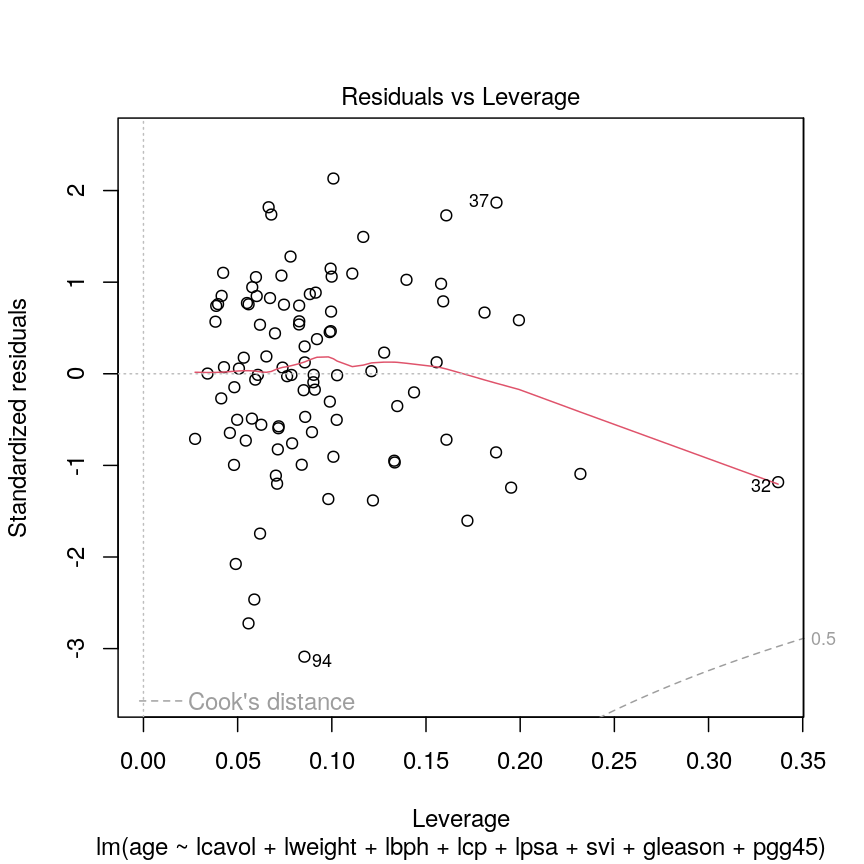 Residuals vs Leverage
Standardized residuals
2
1
0
-1
-2
-3
37
32
94
0.5
Cook's distance
0.00 0.05 0.10 0.15 0.20 0.25 0.30 0.35
Leverage
lm(age ~ lcavol + lweight + lbph + lcp + lpsa + svi + gleason + pgg45)